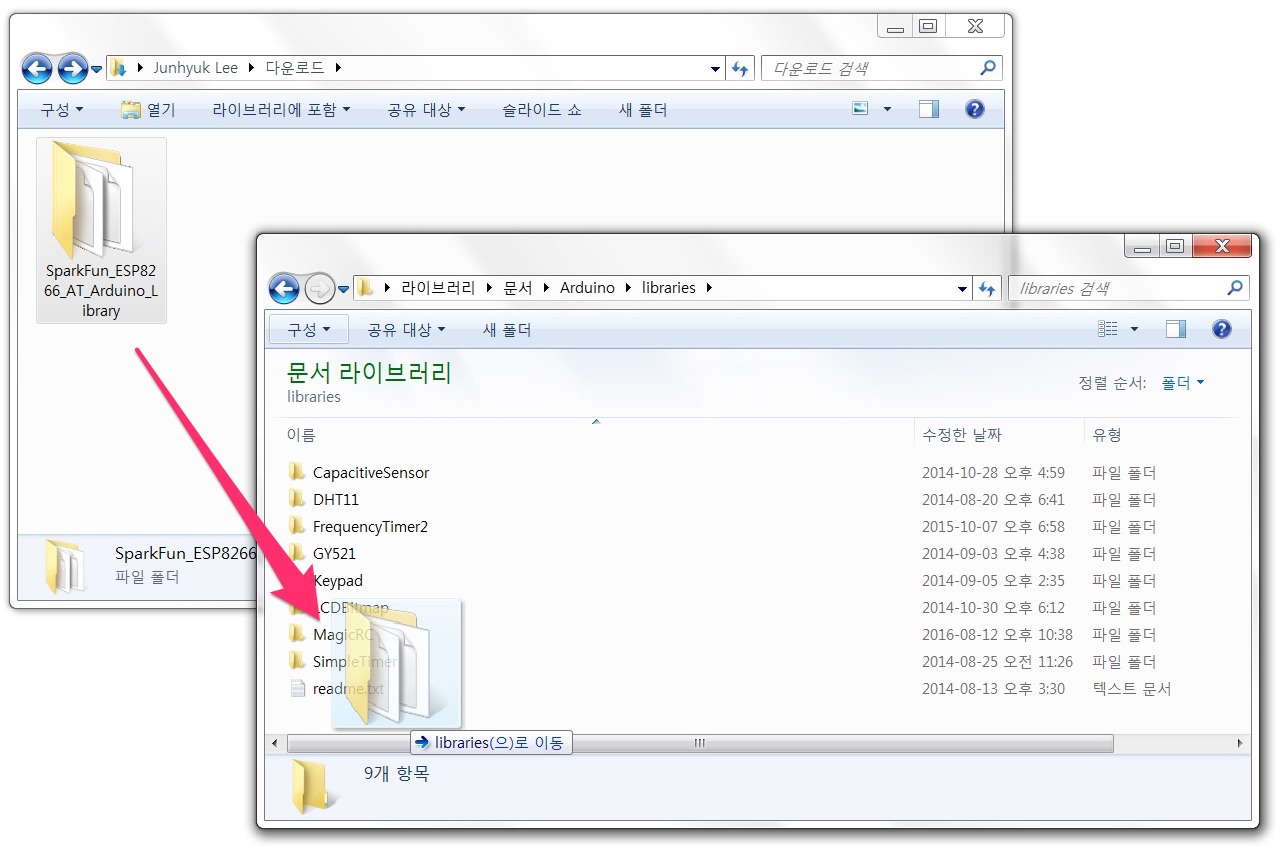 Junhyuk Lee 다운로드
다운로드 검색
구성 열기 라이브러리에 포함 공유 대상 슬라이드 쇼 새 폴더
SparkFun_ESP82
66_AT_Arduino_L
ibrary
SparkFun_ESP8266
파일 폴더
라이브러리 문서 Arduino libraries
libraries 검색
구성 공유 대상 새 폴더
문서 라이브러리
libraries
정렬 순서: 폴더
이름 수정한 날짜 유형
CapacitiveSensor 2014-10-28 오후 4:59 파일 폴더
DHT11 2014-08-20 오후 6:41 파일 폴더
FrequencyTimer2 2015-10-07 오후 6:58 파일 폴더
GY521 2014-09-03 오후 4:38 파일 폴더
Keypad 2014-09-05 오후 2:35 파일 폴더
LCDBitmap 2014-10-30 오후 6:12 파일 폴더
MagicRC 2016-08-12 오후 10:38 파일 폴더
SimpleTimer 2014-08-25 오전 11:26 파일 폴더
readme.txt 2014-08-13 오후 3:30 텍스트 문서
libraries(으)로 이동
9개 항목